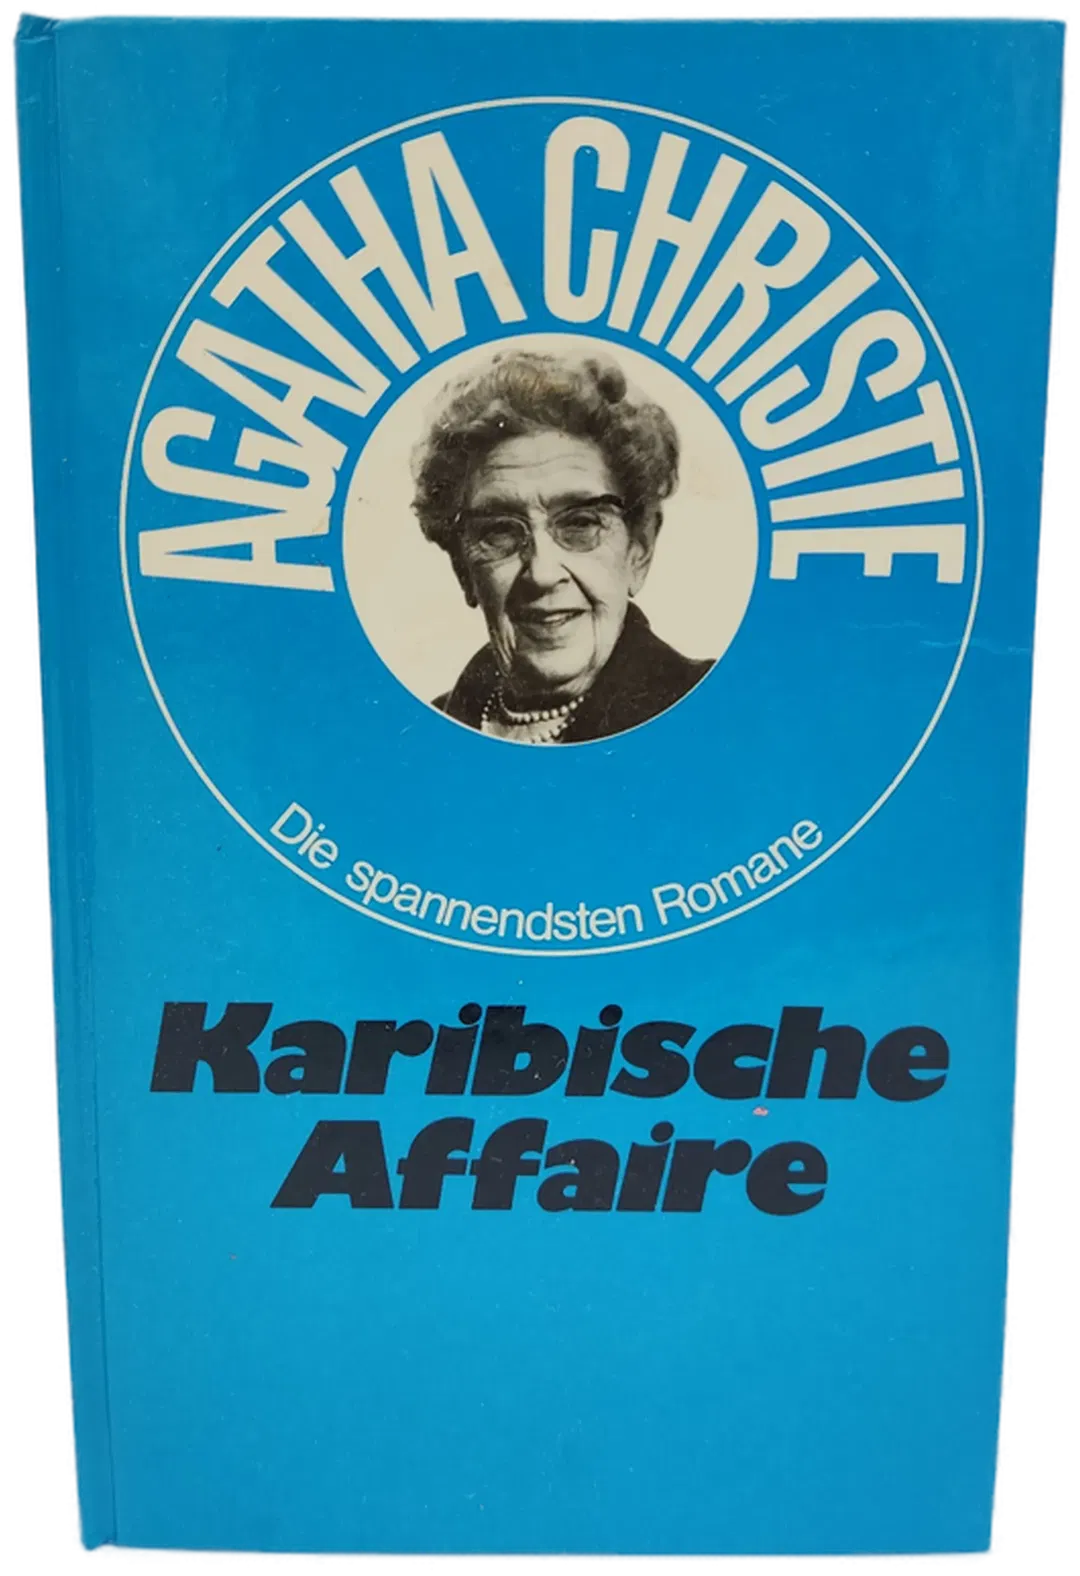 AGATHA CHRISTIE
Die spannendsten Romane
Karibische
Affaire